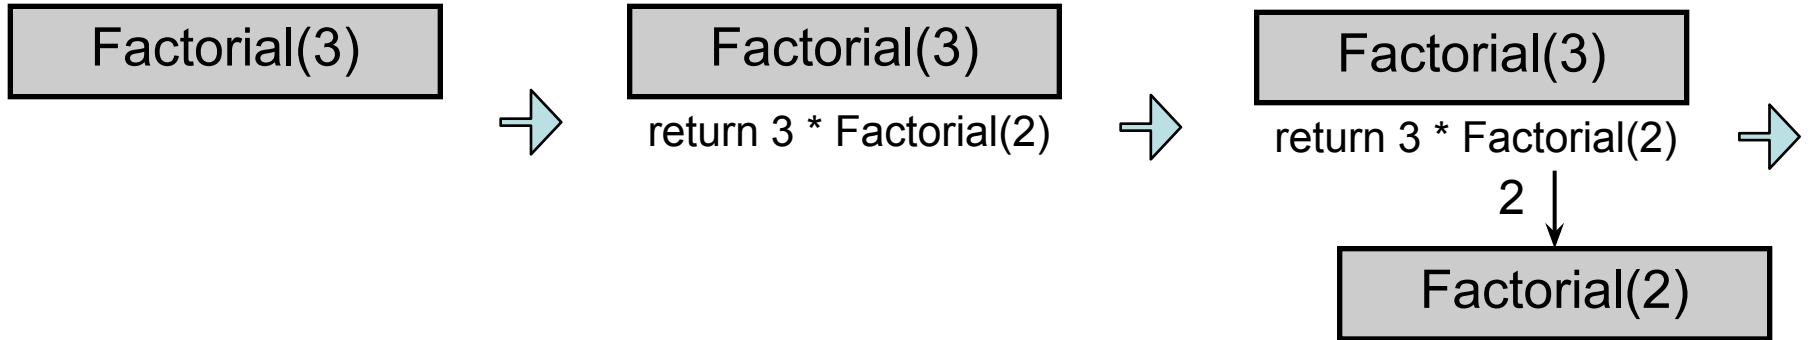 Factorial(3)
return 3 * Factorial(2)
Factorial(3)
Factorial(3)
return 3 * Factorial(2)
2
Factorial(2)